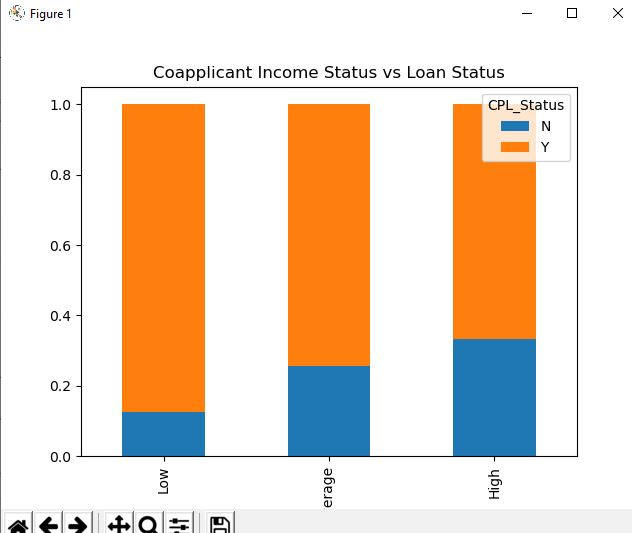 Figure 1
Coapplicant Income Status vs Loan Status
CPL_Status
N
Y
1.0
0.8
0.6
0.4
0.2
0.0
Low
erage
High